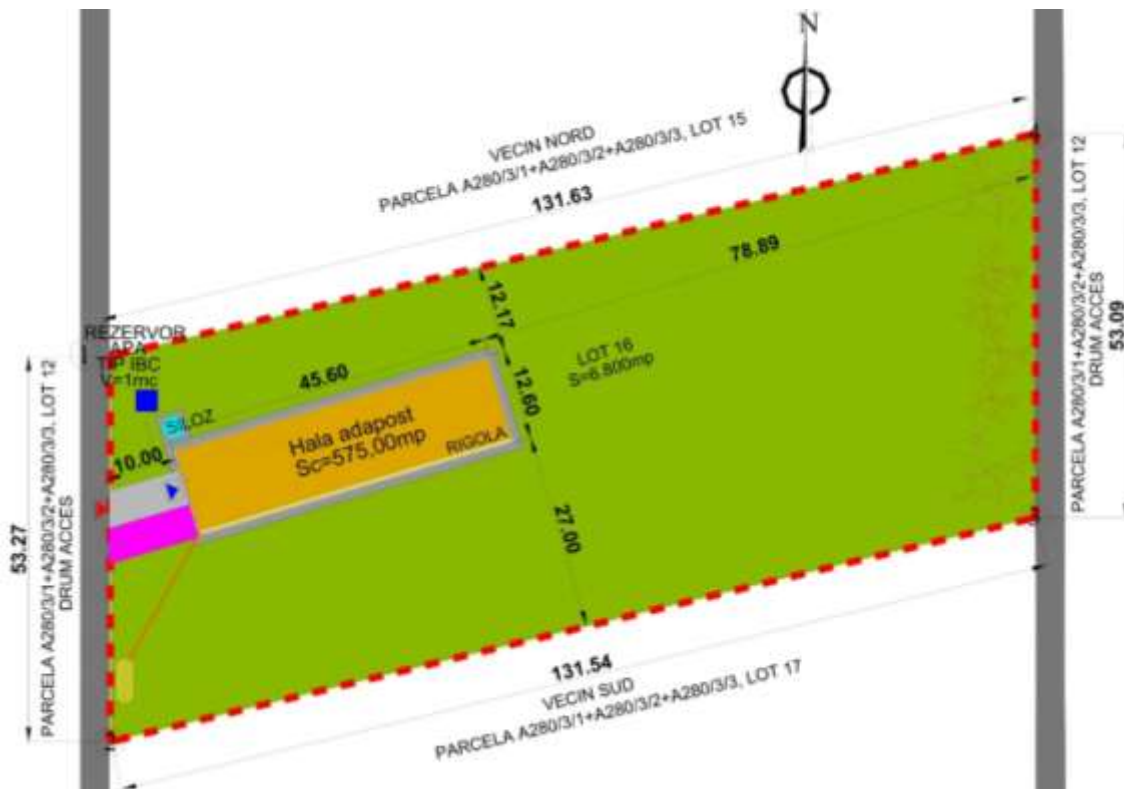 N
VECIN NORD
PARCELA A280/3/1+A280/3/2+A280/3/3, LOT 15
131.63
78.89
12.17
REZERVOR
APA
TIP IBC
V=1mc
45.60
LOT 16
S=6.800mp
12.60
SILOZ
Hala adapost
Sc=575.00mp
RIGOLA
10.00
27.00
53.27
PARCELA A280/3/1+A280/3/2+A280/3/3, LOT 12
DRUM ACCES
PARCELA A280/3/1+A280/3/2+A280/3/3, LOT 12
DRUM ACCES
53.09
131.54
VECIN SUD
PARCELA A280/3/1+A280/3/2+A280/3/3, LOT 17